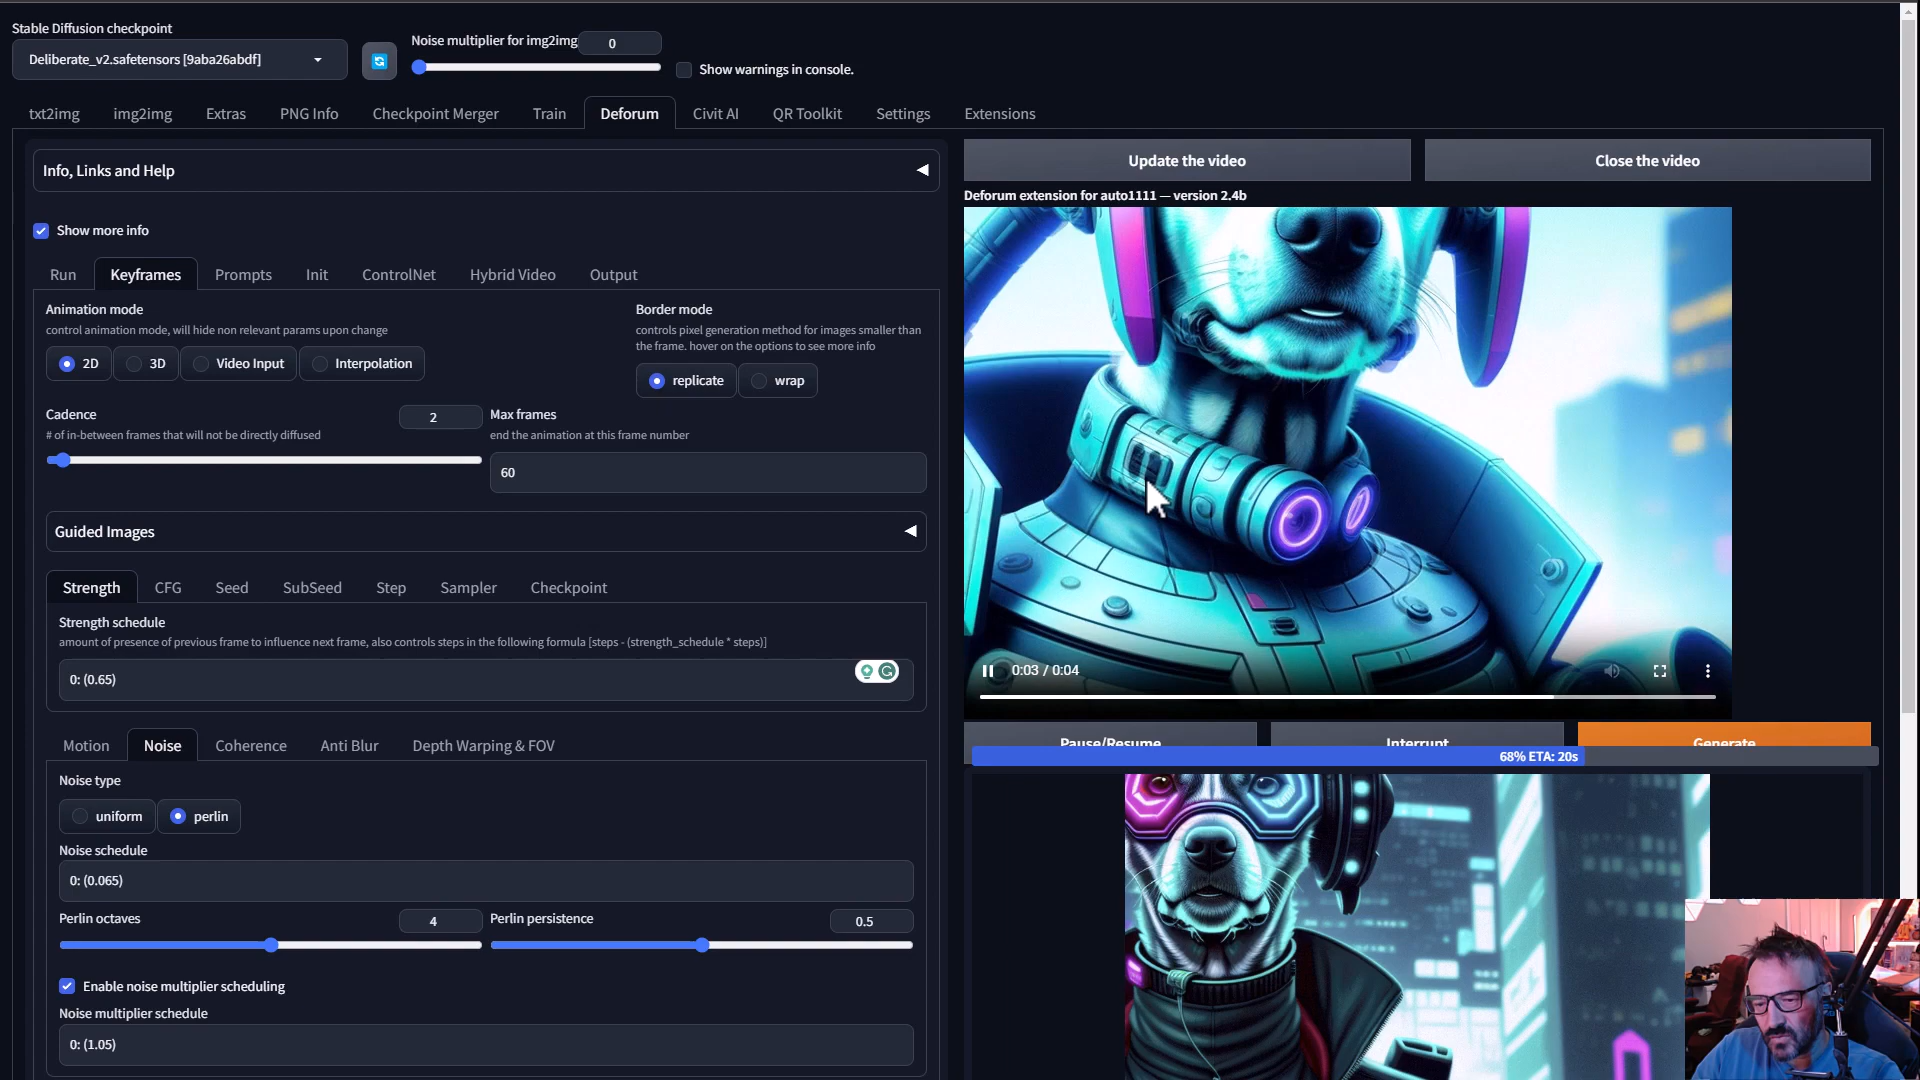 Stable Diffusion checkpoint
Deliberate_v2.safetensors [9aba26abdf]
Noise multiplier for img2img
0
Show warnings in console.
txt2img
img2img
Extras
PNG Info
Checkpoint Merger
Train
Deforum
Civit AI
QR Toolkit
Settings
Extensions
Info, Links and Help
Show more info
Run
Keyframes
Prompts
Init
ControlNet
Hybrid Video
Output
Animation mode
control animation mode, will hide non relevant params upon change
2D
3D
Video Input
Interpolation
Border mode
controls pixel generation method for images smaller than
the frame. hover on the options to see more info
replicate
wrap
Cadence
2
# of in-between frames that will not be directly diffused
Max frames
end the animation at this frame number
60
Guided Images
Strength
CFG
Seed
SubSeed
Step
Sampler
Checkpoint
Strength schedule
amount of presence of previous frame to influence next frame, also controls steps in the following formula [steps - (strength_schedule * steps)]
0: (0.65)
Motion
Noise
Coherence
Anti Blur
Depth Warping & FOV
Noise type
uniform
perlin
Noise schedule
0: (0.065)
Perlin octaves
4
Perlin persistence
0.5
Enable noise multiplier scheduling
Noise multiplier schedule
0: (1.05)
Update the video
Close the video
Deforum extension for auto1111 — version 2.4b
0:03 / 0:04
Pause/Resume
Interrupt
Generate
68% ETA: 20s